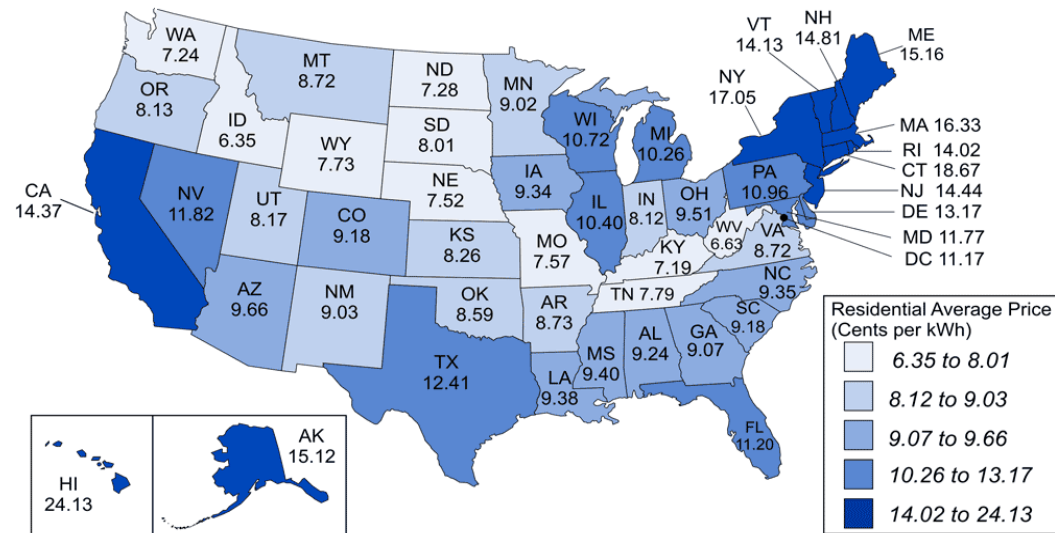 WA
7.24
MT
8.72
ND
7.28
MN
9.02
VT
14.13
NH
14.81
ME
15.16
OR
8.13
ID
6.35
WY
7.73
SD
8.01
WI
10.72
MI
10.26
NY
17.05
MA 16.33
RI 14.02
CT 18.67
NJ 14.44
DE 13.17
MD 11.77
DC 11.17
CA
14.37
NV
11.82
UT
8.17
CO
9.18
NE
7.52
KS
8.26
IA
9.34
MO
7.57
IL
10.40
IN
8.12
OH
9.51
PA
10.96
WV
6.63
VA
8.72
KY
7.19
NC
9.35
TN 7.79
SC
9.18
AZ
9.66
NM
9.03
OK
8.59
AR
8.73
TX
12.41
LA
9.38
MS
9.40
AL
9.24
GA
9.07
FL
11.20
HI
24.13
AK
15.12
Residential Average Price
(Cents per kWh)
6.35 to 8.01
8.12 to 9.03
9.07 to 9.66
10.26 to 13.17
14.02 to 24.13